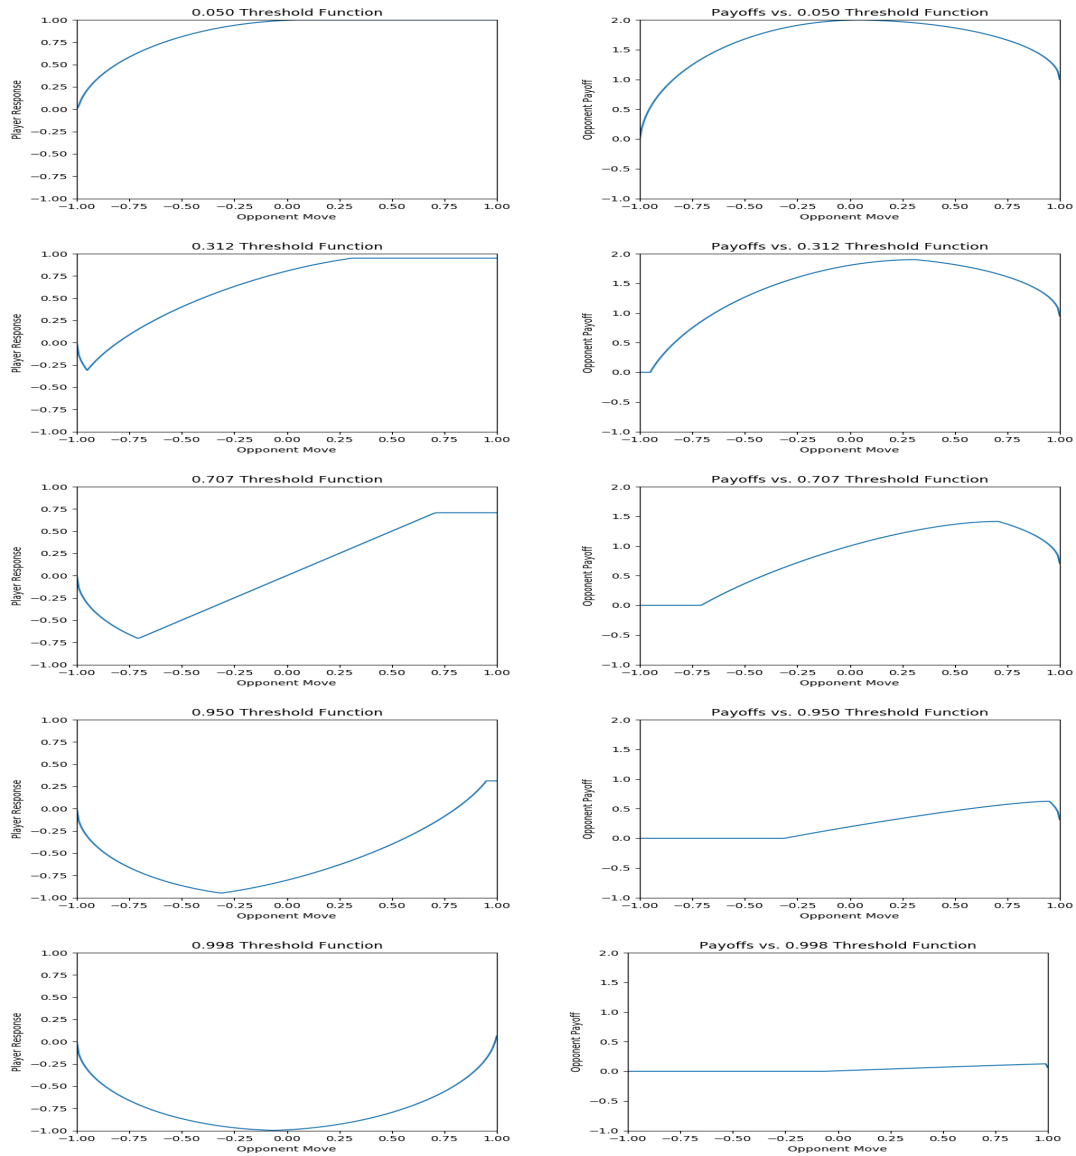 0.050 Threshold Function
Player Response
1.00
0.75
0.50
0.25
0.00
−0.25
−0.50
−0.75
−1.00
−1.00 −0.75 −0.50 −0.25 0.00 0.25 0.50 0.75 1.00
Opponent Move
Payoffs vs. 0.050 Threshold Function
Opponent Payoff
2.0
1.5
1.0
0.5
0.0
−0.5
−1.0
−1.00 −0.75 −0.50 −0.25 0.00 0.25 0.50 0.75 1.00
Opponent Move
0.312 Threshold Function
Player Response
1.00
0.75
0.50
0.25
0.00
−0.25
−0.50
−0.75
−1.00
−1.00 −0.75 −0.50 −0.25 0.00 0.25 0.50 0.75 1.00
Opponent Move
Payoffs vs. 0.312 Threshold Function
Opponent Payoff
2.0
1.5
1.0
0.5
0.0
−0.5
−1.0
−1.00 −0.75 −0.50 −0.25 0.00 0.25 0.50 0.75 1.00
Opponent Move
0.707 Threshold Function
Player Response
1.00
0.75
0.50
0.25
0.00
−0.25
−0.50
−0.75
−1.00
−1.00 −0.75 −0.50 −0.25 0.00 0.25 0.50 0.75 1.00
Opponent Move
Payoffs vs. 0.707 Threshold Function
Opponent Payoff
2.0
1.5
1.0
0.5
0.0
−0.5
−1.0
−1.00 −0.75 −0.50 −0.25 0.00 0.25 0.50 0.75 1.00
Opponent Move
0.950 Threshold Function
Player Response
1.00
0.75
0.50
0.25
0.00
−0.25
−0.50
−0.75
−1.00
−1.00 −0.75 −0.50 −0.25 0.00 0.25 0.50 0.75 1.00
Opponent Move
Payoffs vs. 0.950 Threshold Function
Opponent Payoff
2.0
1.5
1.0
0.5
0.0
−0.5
−1.0
−1.00 −0.75 −0.50 −0.25 0.00 0.25 0.50 0.75 1.00
Opponent Move
0.998 Threshold Function
Player Response
1.00
0.75
0.50
0.25
0.00
−0.25
−0.50
−0.75
−1.00
−1.00 −0.75 −0.50 −0.25 0.00 0.25 0.50 0.75 1.00
Opponent Move
Payoffs vs. 0.998 Threshold Function
Opponent Payoff
2.0
1.5
1.0
0.5
0.0
−0.5
−1.0
−1.00 −0.75 −0.50 −0.25 0.00 0.25 0.50 0.75 1.00
Opponent Move